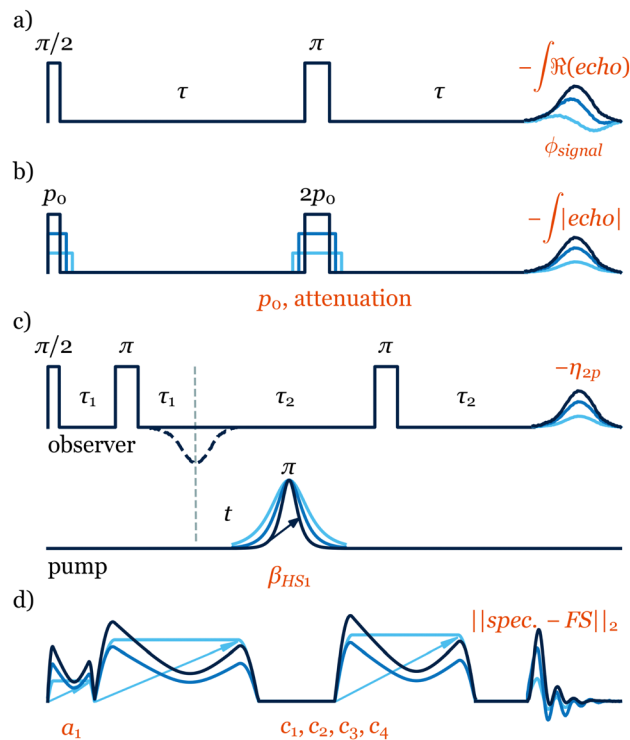 a)
π/2
π
τ
τ
- ∫ℜ(echo)
ϕ_signal
b)
p₀
2p₀
- ∫|echo|
p₀, attenuation
c)
π/2
π
π
τ₁
τ₁
τ₂
τ₂
-η_2p
observer
π
t
pump
β_HS1
d)
||spec. - FS||₂
a₁
c₁, c₂, c₃, c₄